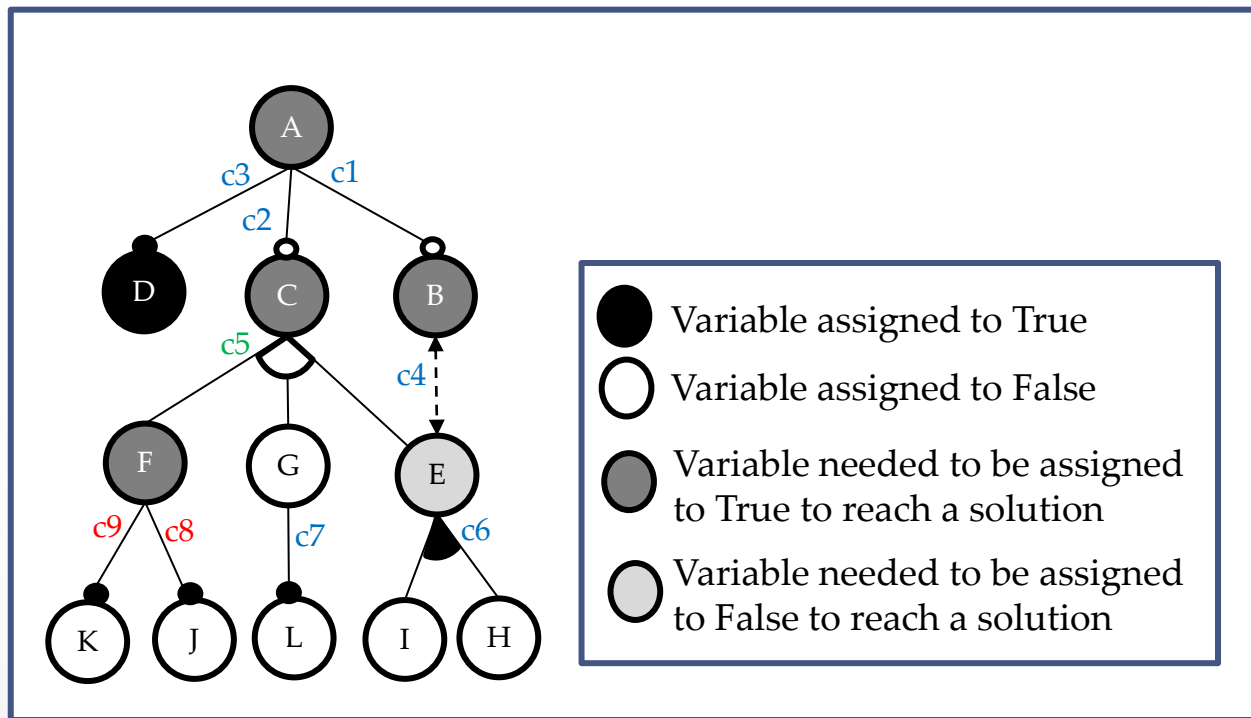 A
c3
c1
c2
D
C
B
c5
c4
F
G
E
c9
c8
c7
c6
K
J
L
I
H
Variable assigned to True
Variable assigned to False
Variable needed to be assigned
to True to reach a solution
Variable needed to be assigned
to False to reach a solution